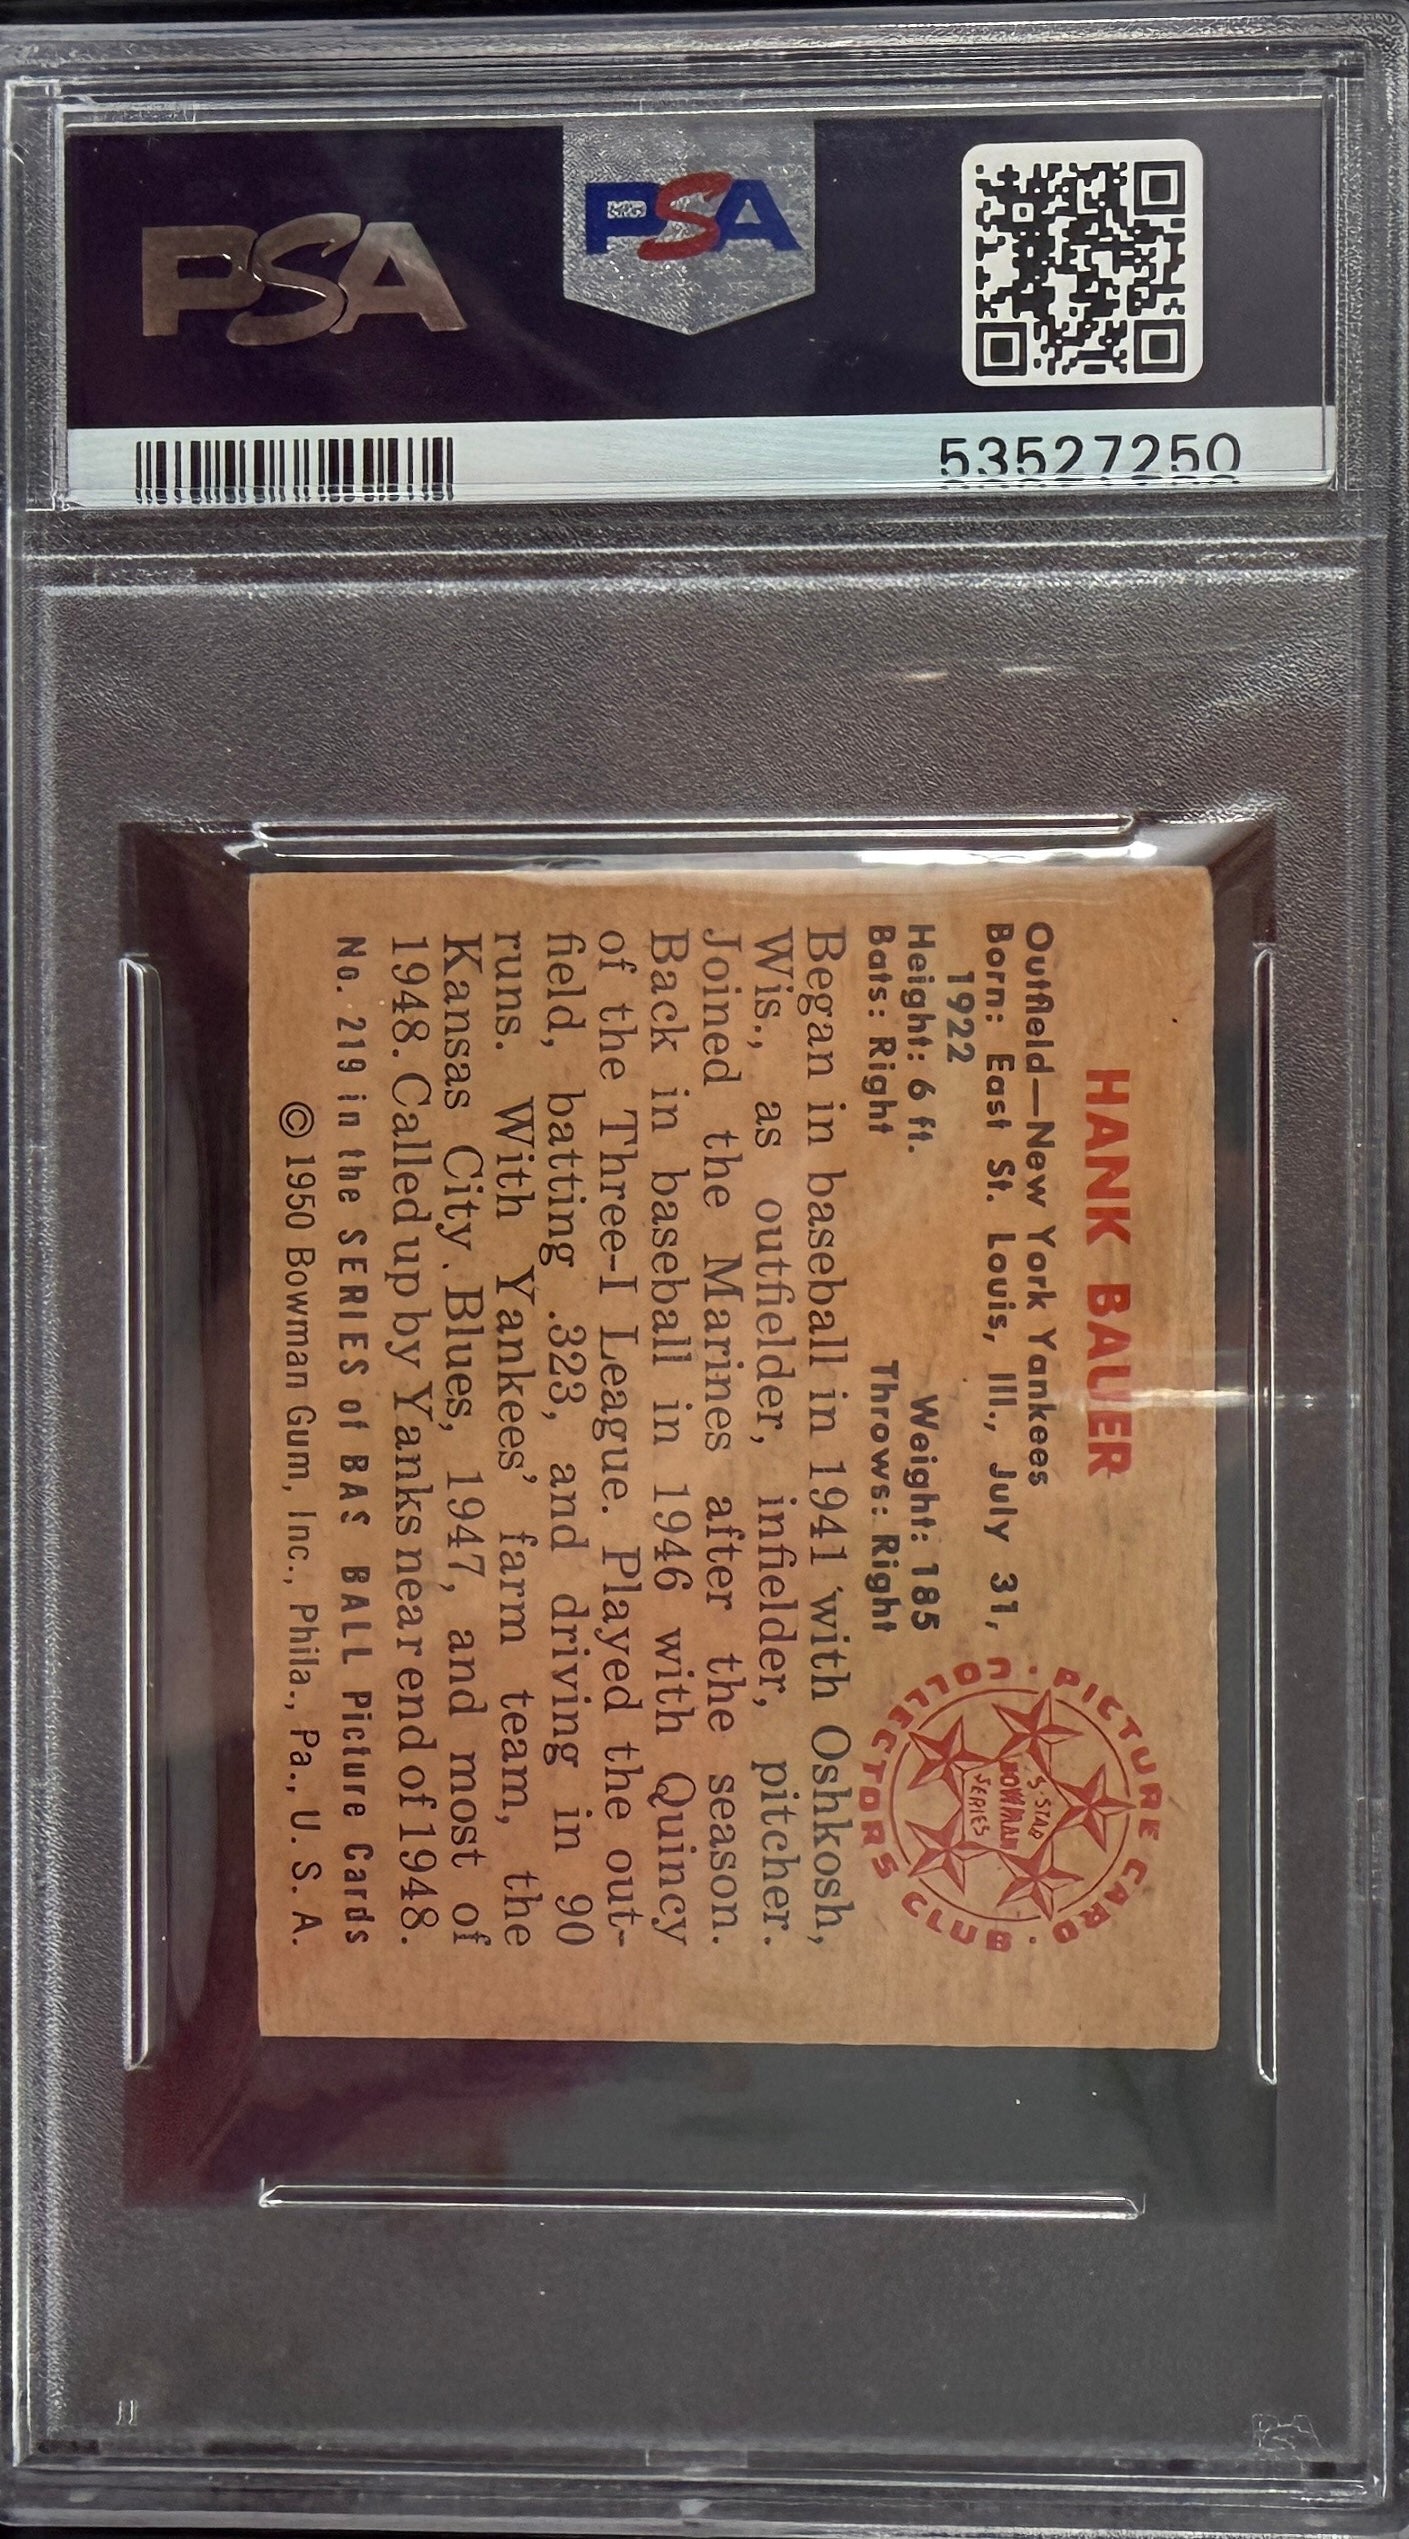 PSA
PSA
53527250
HANK BAUER
Outfield—New York Yankees
Born: East St. Louis, Ill., July 31,
1922
Height: 6 ft. Weight: 185
Bats: Right Throws: Right
PICTURE CARD
COLLECTORS CLUB
5-STAR
BOWMAN
SERIES
Began in baseball in 1941 with Oshkosh,
Wis., as outfielder, infielder, pitcher.
Joined the Marines after the season.
Back in baseball in 1946 with Quincy
of the Three-I League. Played the out-
field, batting .323, and driving in 90
runs. With Yankees' farm team, the
Kansas City Blues, 1947, and most of
1948. Called up by Yanks near end of 1948.
No. 219 in the SERIES of BASEBALL Picture Cards
© 1950 Bowman Gum, Inc., Phila., Pa., U. S. A.